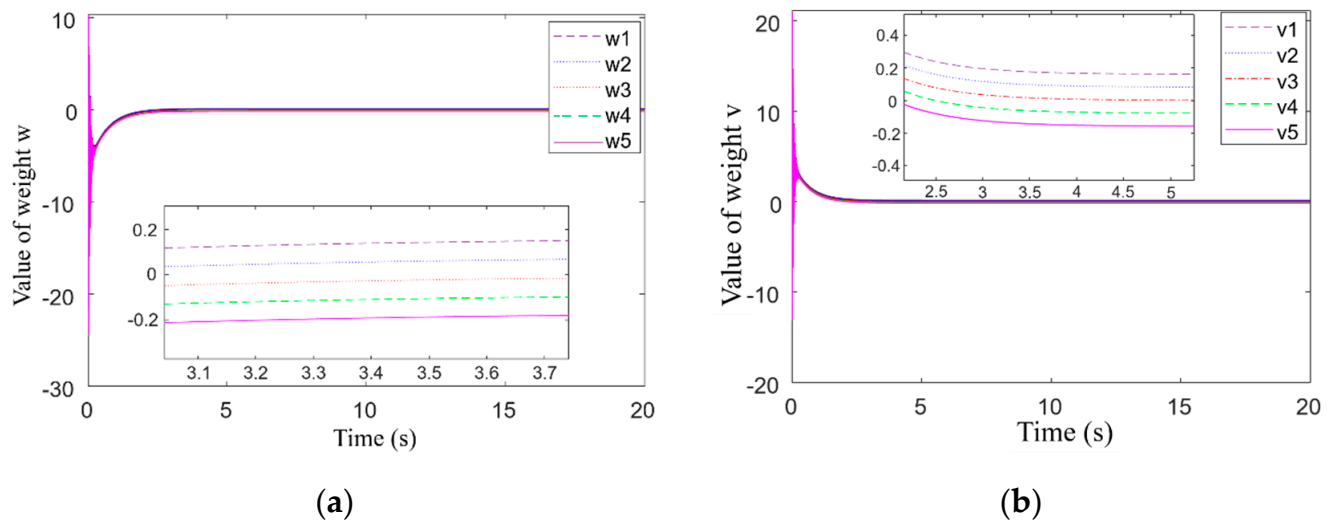 10
0
-10
-20
-30
Value of weight w
w1
w2
w3
w4
w5
0.2
0
-0.2
3.1 3.2 3.3 3.4 3.5 3.6 3.7
0 5 10 15 20
Time (s)
(a)
20
10
0
-10
-20
Value of weight v
0.4
0.2
0
-0.2
-0.4
2.5 3 3.5 4 4.5 5
v1
v2
v3
v4
v5
0 5 10 15 20
Time (s)
(b)